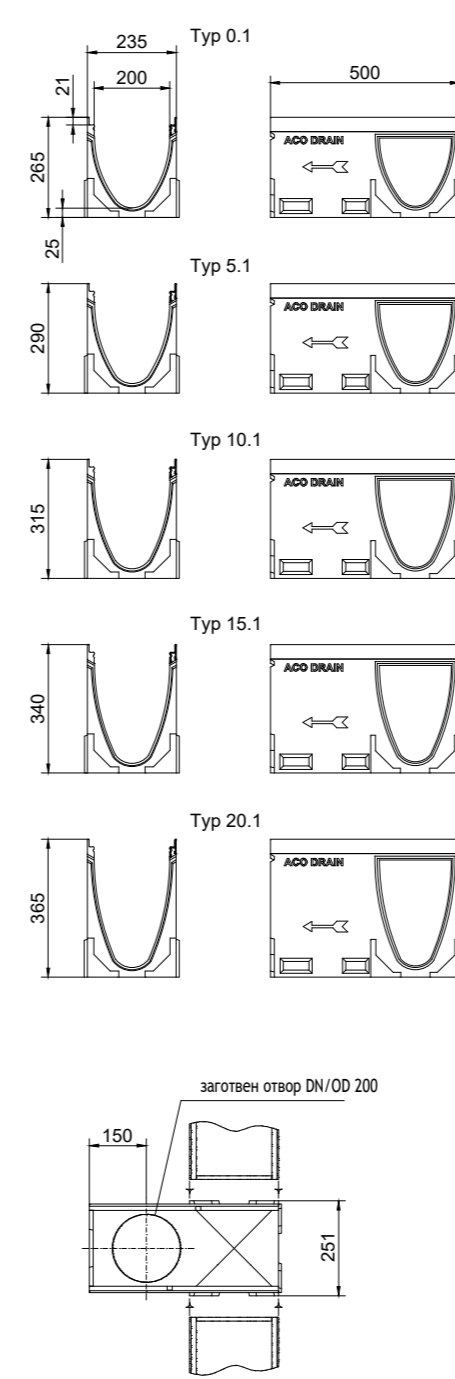 Typ 0.1
235
200
21
265
25
500
ACO DRAIN
Typ 5.1
290
ACO DRAIN
Typ 10.1
315
ACO DRAIN
Typ 15.1
340
ACO DRAIN
Typ 20.1
365
ACO DRAIN
заготвен отвор DN/OD 200
150
251